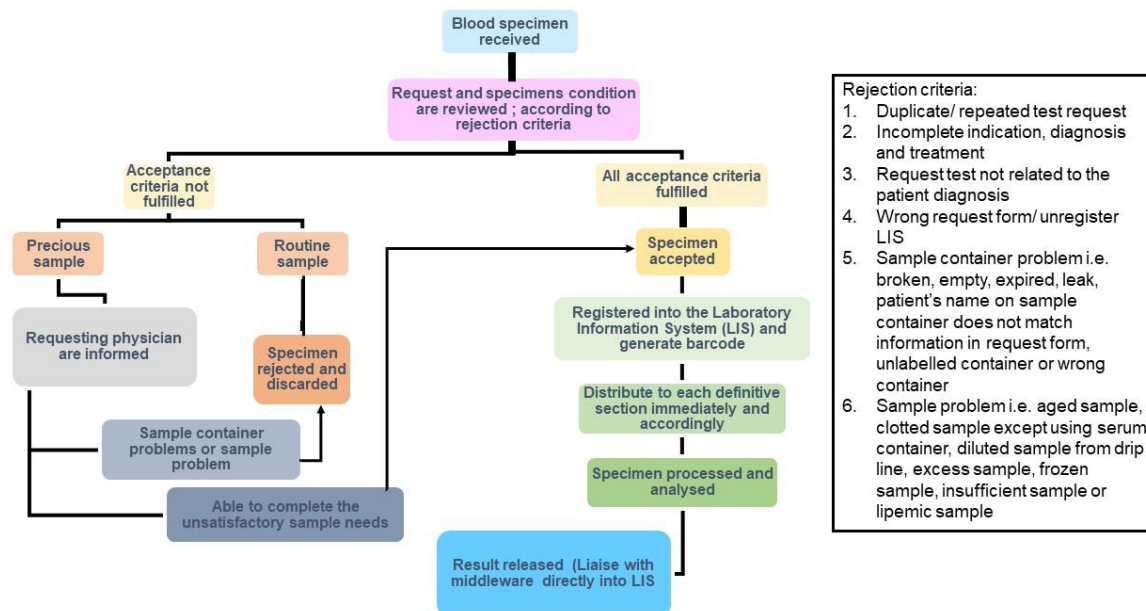 Blood specimen
received
Request and specimens condition
are reviewed ; according to
rejection criteria
Acceptance
criteria not
fulfilled
All acceptance criteria
fulfilled
Precious
sample
Routine
sample
Specimen
accepted
Requesting physician
are informed
Specimen
rejected and
discarded
Registered into the Laboratory
Information System (LIS) and
generate barcode
Sample container
problems or sample
problem
Distribute to each definitive
section immediately and
accordingly
Able to complete the
unsatisfactory sample needs
Specimen processed and
analysed
Result released (Liaise with
middleware directly into LIS
Rejection criteria:
1. Duplicate/ repeated test request
2. Incomplete indication, diagnosis
and treatment
3. Request test not related to the
patient diagnosis
4. Wrong request form/ unregister
LIS
5. Sample container problem i.e.
broken, empty, expired, leak,
patient's name on sample
container does not match
information in request form,
unlabelled container or wrong
container
6. Sample problem i.e. aged sample,
clotted sample except using serum
container, diluted sample from drip
line, excess sample, frozen
sample, insufficient sample or
lipemic sample